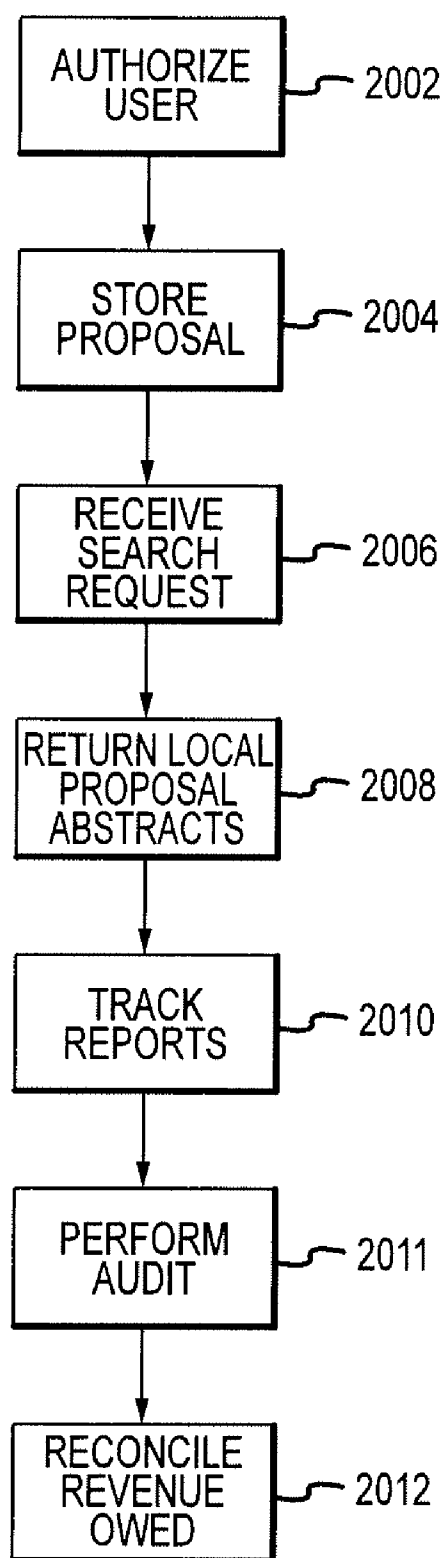 AUTHORIZE
USER
2002
STORE
PROPOSAL
2004
RECEIVE
SEARCH
REQUEST
2006
RETURN LOCAL
PROPOSAL
ABSTRACTS
2008
TRACK
REPORTS
2010
PERFORM
AUDIT
2011
RECONCILE
REVENUE
OWED
2012